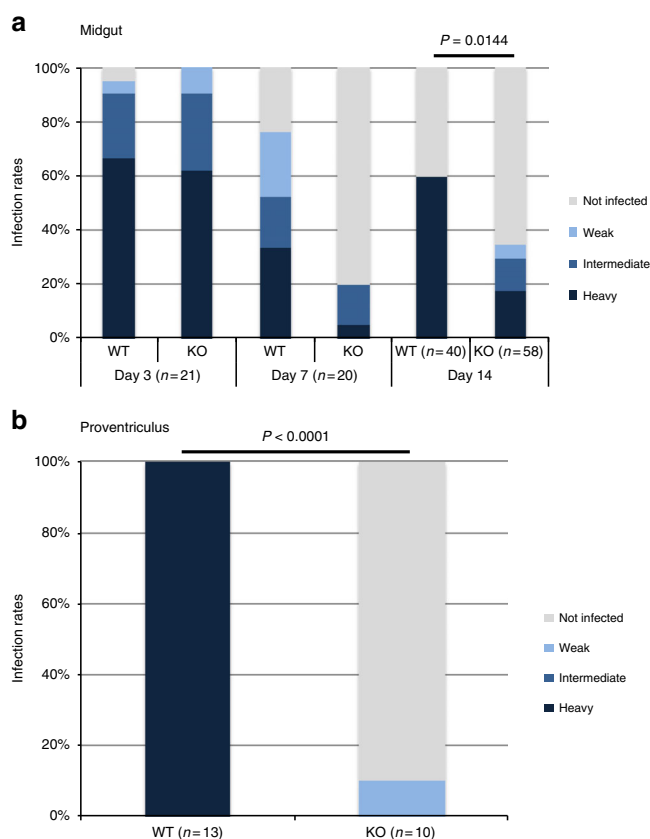 a
Midgut
P = 0.0144
100%
80%
60%
40%
20%
0%
Infection rates
Not infected
Weak
Intermediate
Heavy
WT KO WT KO WT (n=40) KO (n=58)
Day 3 (n=21) Day 7 (n=20) Day 14
b
Proventriculus
P < 0.0001
100%
80%
60%
40%
20%
0%
Infection rates
Not infected
Weak
Intermediate
Heavy
WT (n=13) KO (n=10)